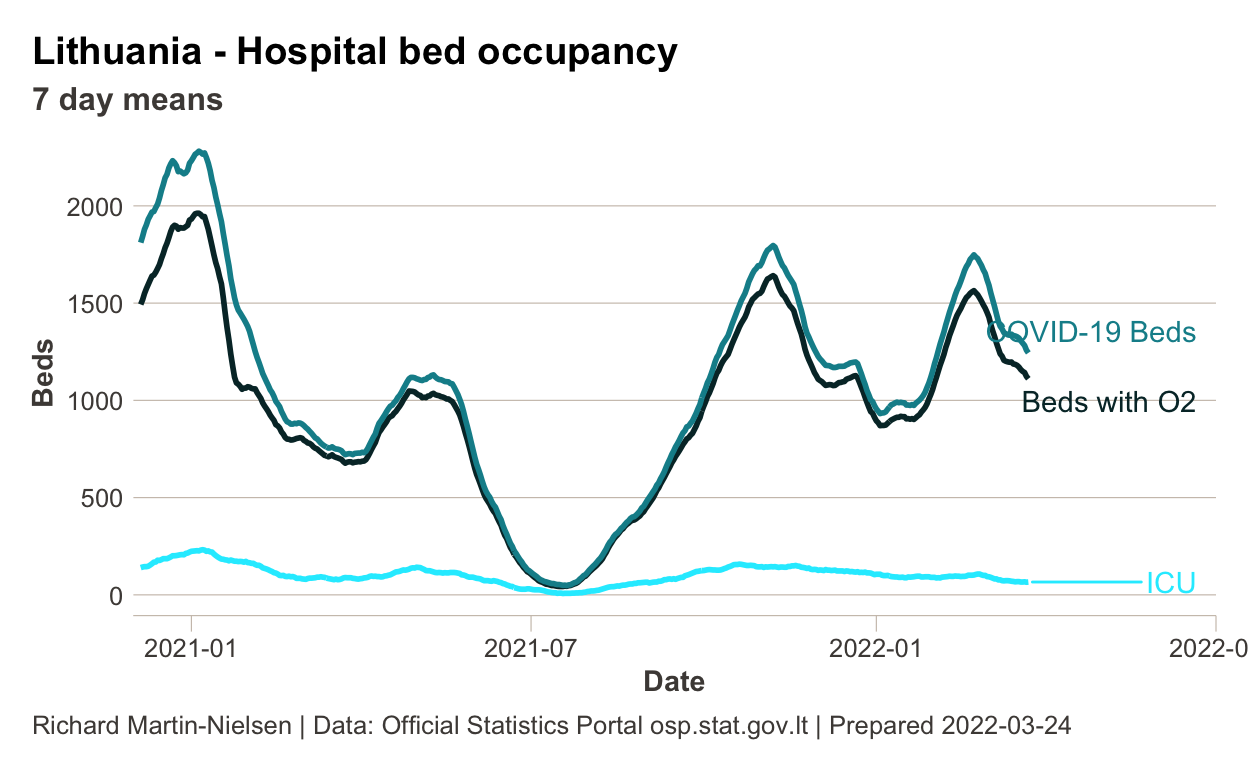 Lithuania - Hospital bed occupancy
7 day means
Beds
2000
1500
1000
500
0
COVID-19 Beds
Beds with O2
ICU
2021-01
2021-07
2022-01
2022-0
Date
Richard Martin-Nielsen | Data: Official Statistics Portal osp.stat.gov.lt | Prepared 2022-03-24